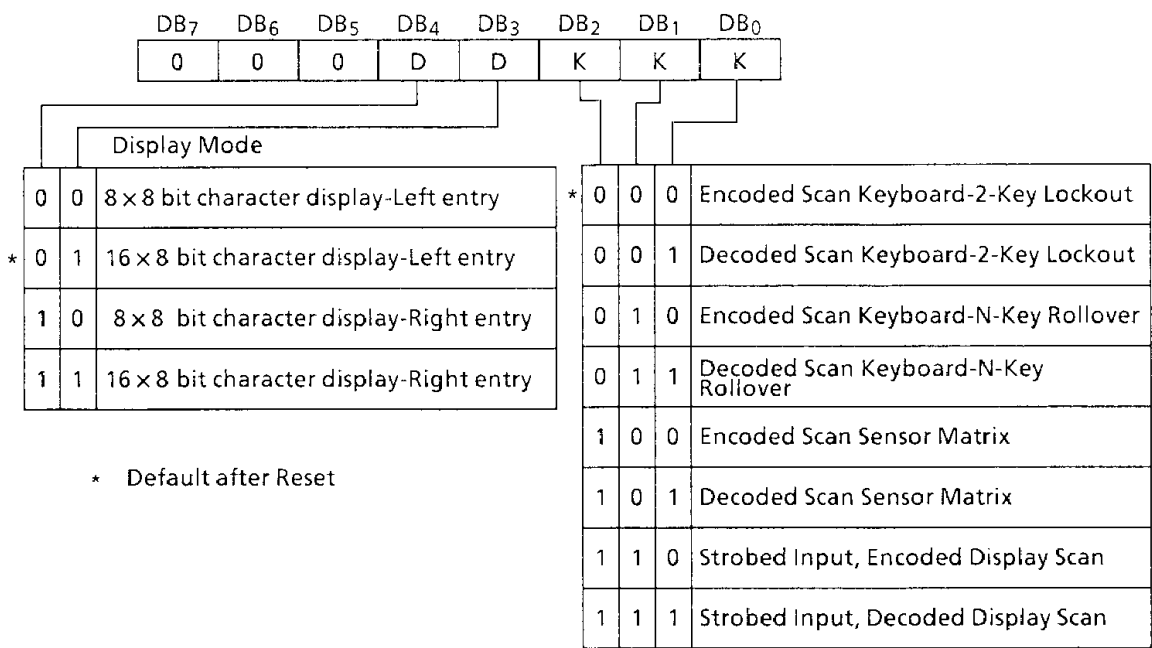 DB7 DB6 DB5 DB4 DB3 DB2 DB1 DB0
0 0 0 D D K K K
Display Mode
0 0 8 × 8 bit character display-Left entry
* 0 1 16 × 8 bit character display-Left entry
1 0 8 × 8 bit character display-Right entry
1 1 16 × 8 bit character display-Right entry
* Default after Reset
* 0 0 0 Encoded Scan Keyboard-2-Key Lockout
0 0 1 Decoded Scan Keyboard-2-Key Lockout
0 1 0 Encoded Scan Keyboard-N-Key Rollover
0 1 1 Decoded Scan Keyboard-N-Key
Rollover
1 0 0 Encoded Scan Sensor Matrix
1 0 1 Decoded Scan Sensor Matrix
1 1 0 Strobed Input, Encoded Display Scan
1 1 1 Strobed Input, Decoded Display Scan